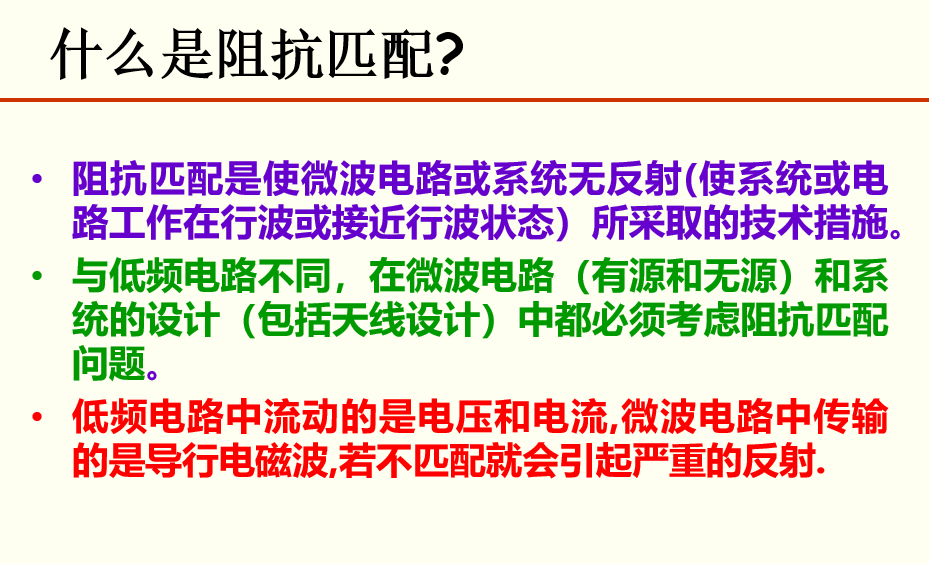 什么是阻抗匹配?
• 阻抗匹配是使微波电路或系统无反射(使系统或电
路工作在行波或接近行波状态）所采取的技术措施。
• 与低频电路不同，在微波电路（有源和无源）和系
统的设计（包括天线设计）中都必须考虑阻抗匹配
问题。
• 低频电路中流动的是电压和电流,微波电路中传输
的是导行电磁波,若不匹配就会引起严重的反射.